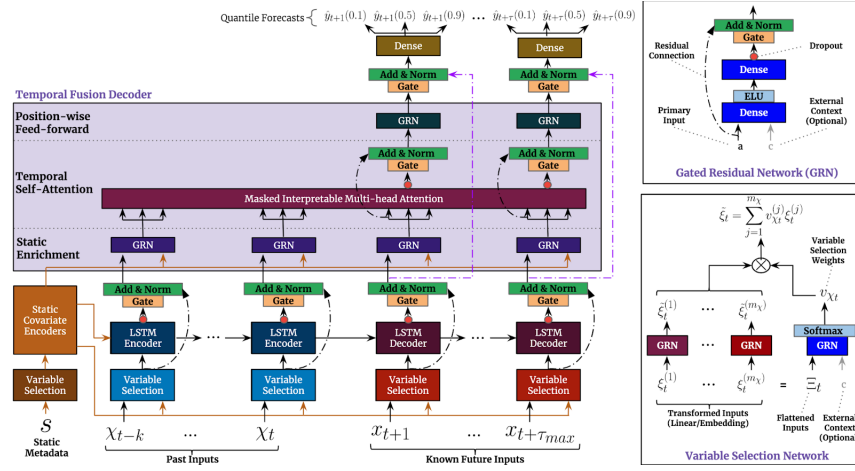 Quantile Forecasts
ŷt+1(0.1) ŷt+1(0.5) ŷt+1(0.9) ... ŷt+τ(0.1) ŷt+τ(0.5) ŷt+τ(0.9)
Dense Dense
Add & Norm Add & Norm
Gate Gate
Temporal Fusion Decoder
Position-wise
Feed-forward
GRN GRN
Add & Norm Add & Norm
Gate Gate
Temporal
Self-Attention
Masked Interpretable Multi-head Attention
Static
Enrichment
GRN GRN GRN GRN
Add & Norm Add & Norm Add & Norm Add & Norm
Gate Gate Gate Gate
Static
Covariate
Encoders
LSTM
Encoder
...
LSTM
Encoder
LSTM
Decoder
...
LSTM
Decoder
Variable
Selection
Variable
Selection
Variable
Selection
Variable
Selection
Variable
Selection
s
Static
Metadata
χt−k ... χt
Past Inputs
xt+1 ... xt+τmax
Known Future Inputs
Add & Norm
Gate
Residual
Connection
Dropout
Dense
ELU
Dense
Primary
Input
External
Context
(Optional)
a c
Gated Residual Network (GRN)
ξ̃t = ∑ j=1 mχ vχt(j) ξ̃t(j)
Variable
Selection
Weights
⊗
vχt
ξ̃t(1) ... ξ̃t(mχ)
Softmax
GRN ... GRN GRN
ξt(1) ... ξt(mχ) = Ξt c
Transformed Inputs
(Linear/Embedding)
Flattened
Inputs
External
Context
(Optional)
Variable Selection Network